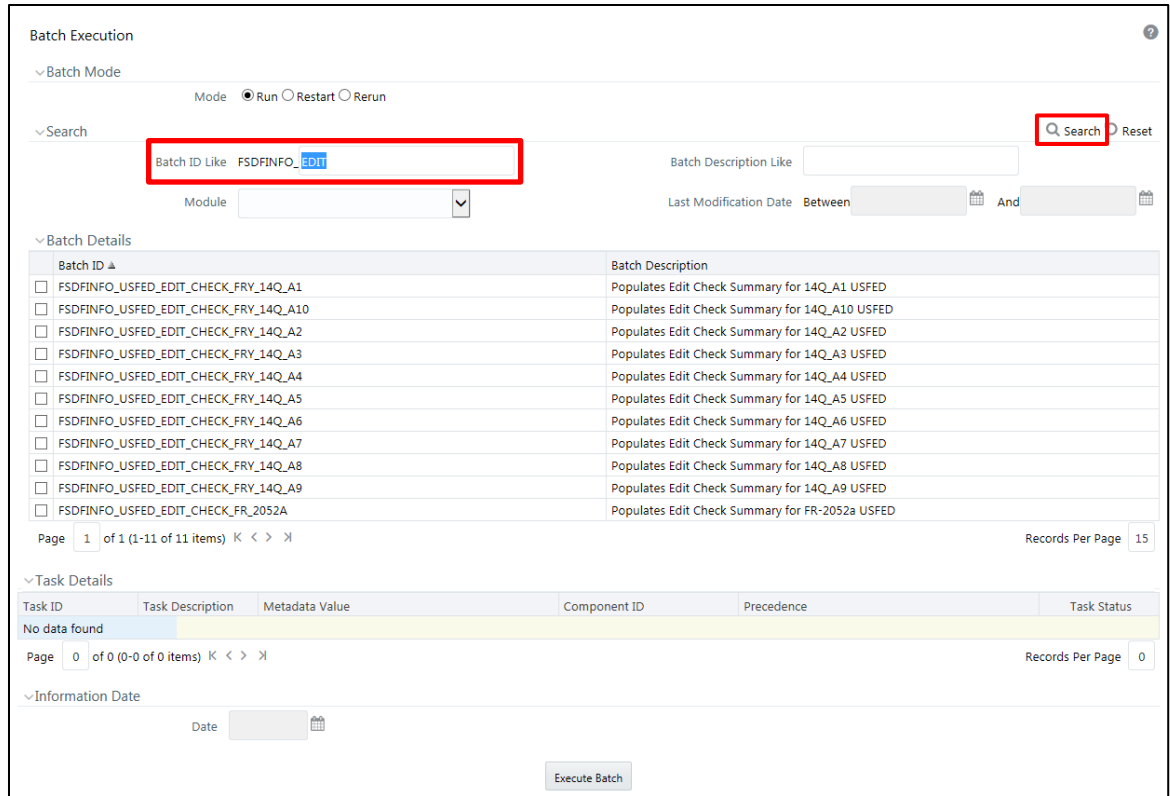 Batch Execution
Batch Mode
Mode Run Restart Rerun
Search Search Reset
Batch ID Like FSDFINFO_ EDIT Batch Description Like
Module Last Modification Date Between And
Batch Details
Batch ID Batch Description
FSDFINFO_USFED_EDIT_CHECK_FRY_14Q_A1 Populates Edit Check Summary for 14Q_A1 USFED
FSDFINFO_USFED_EDIT_CHECK_FRY_14Q_A10 Populates Edit Check Summary for 14Q_A10 USFED
FSDFINFO_USFED_EDIT_CHECK_FRY_14Q_A2 Populates Edit Check Summary for 14Q_A2 USFED
FSDFINFO_USFED_EDIT_CHECK_FRY_14Q_A3 Populates Edit Check Summary for 14Q_A3 USFED
FSDFINFO_USFED_EDIT_CHECK_FRY_14Q_A4 Populates Edit Check Summary for 14Q_A4 USFED
FSDFINFO_USFED_EDIT_CHECK_FRY_14Q_A5 Populates Edit Check Summary for 14Q_A5 USFED
FSDFINFO_USFED_EDIT_CHECK_FRY_14Q_A6 Populates Edit Check Summary for 14Q_A6 USFED
FSDFINFO_USFED_EDIT_CHECK_FRY_14Q_A7 Populates Edit Check Summary for 14Q_A7 USFED
FSDFINFO_USFED_EDIT_CHECK_FRY_14Q_A8 Populates Edit Check Summary for 14Q_A8 USFED
FSDFINFO_USFED_EDIT_CHECK_FRY_14Q_A9 Populates Edit Check Summary for 14Q_A9 USFED
FSDFINFO_USFED_EDIT_CHECK_FR_2052A Populates Edit Check Summary for FR-2052a USFED
Page 1 of 1 (1-11 of 11 items) Records Per Page 15
Task Details
Task ID Task Description Metadata Value Component ID Precedence Task Status
No data found
Page 0 of 0 (0-0 of 0 items) Records Per Page 0
Information Date
Date
Execute Batch